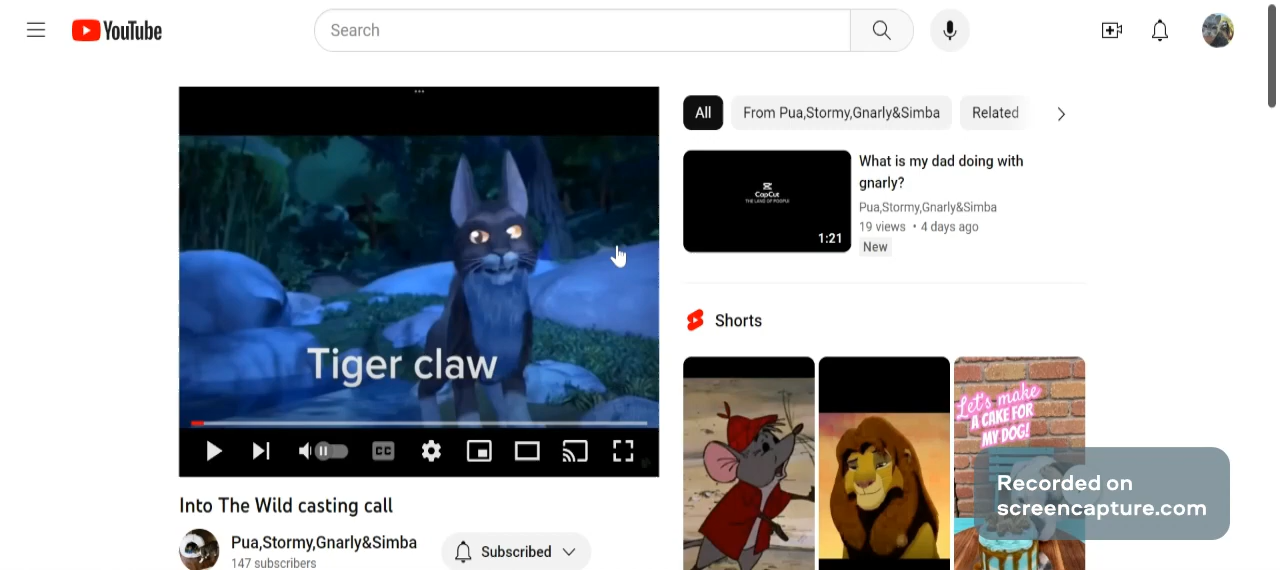 YouTube
Search
Tiger claw
CC
Into The Wild casting call
Pua,Stormy,Gnarly&Simba
147 subscribers
Subscribed
All
From Pua,Stormy,Gnarly&Simba
Related
CapCut
THE LAND OF POOPUI
1:21
What is my dad doing with
gnarly?
Pua,Stormy,Gnarly&Simba
19 views • 4 days ago
New
Shorts
Let's make
A CAKE FOR
MY DOG!
Recorded on
screencapture.com